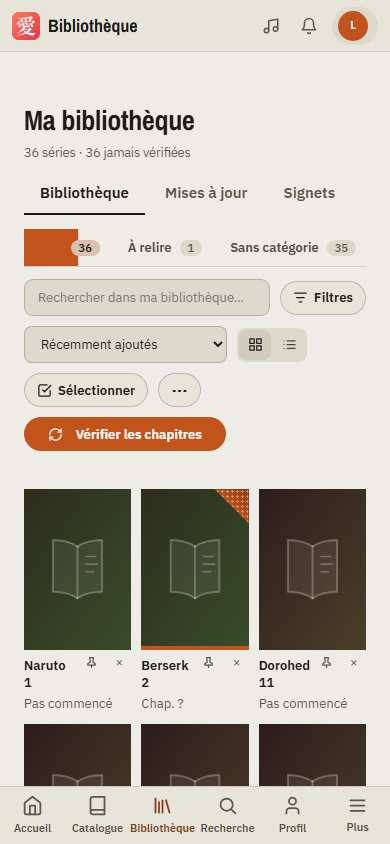 愛 Bibliothèque L
Ma bibliothèque
36 séries · 36 jamais vérifiées
Bibliothèque Mises à jour Signets
36 À relire 1 Sans catégorie 35
Rechercher dans ma bibliothèque... Filtres
Récemment ajoutés
Sélectionner ...
Vérifier les chapitres
Naruto × Berserk × Dorohed ×
1 2 11
Pas commencé Chap. ? Pas commencé
Accueil Catalogue Bibliothèque Recherche Profil Plus